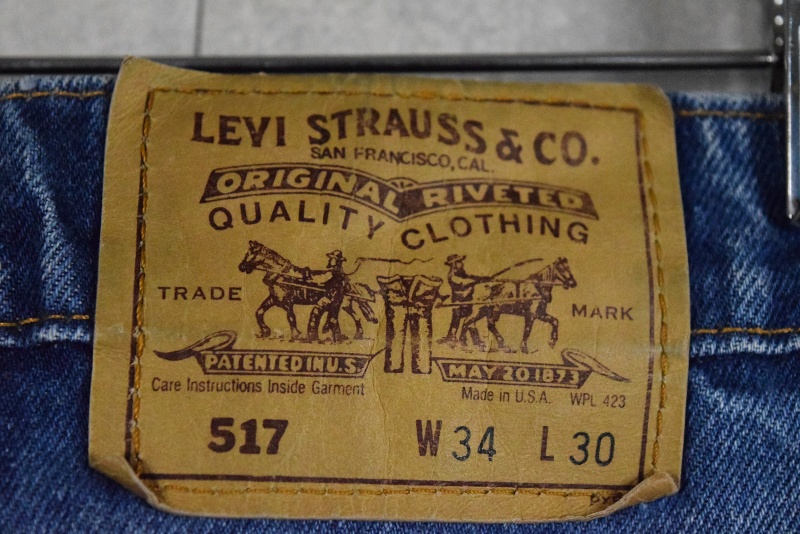 LEVI STRAUSS & CO.
SAN FRANCISCO, CAL.
ORIGINAL RIVETED
QUALITY CLOTHING
TRADE MARK
PATENTED IN U.S. MAY 20 1873
Care Instructions Inside Garment Made in U.S.A. WPL 423
517 W 34 L 30